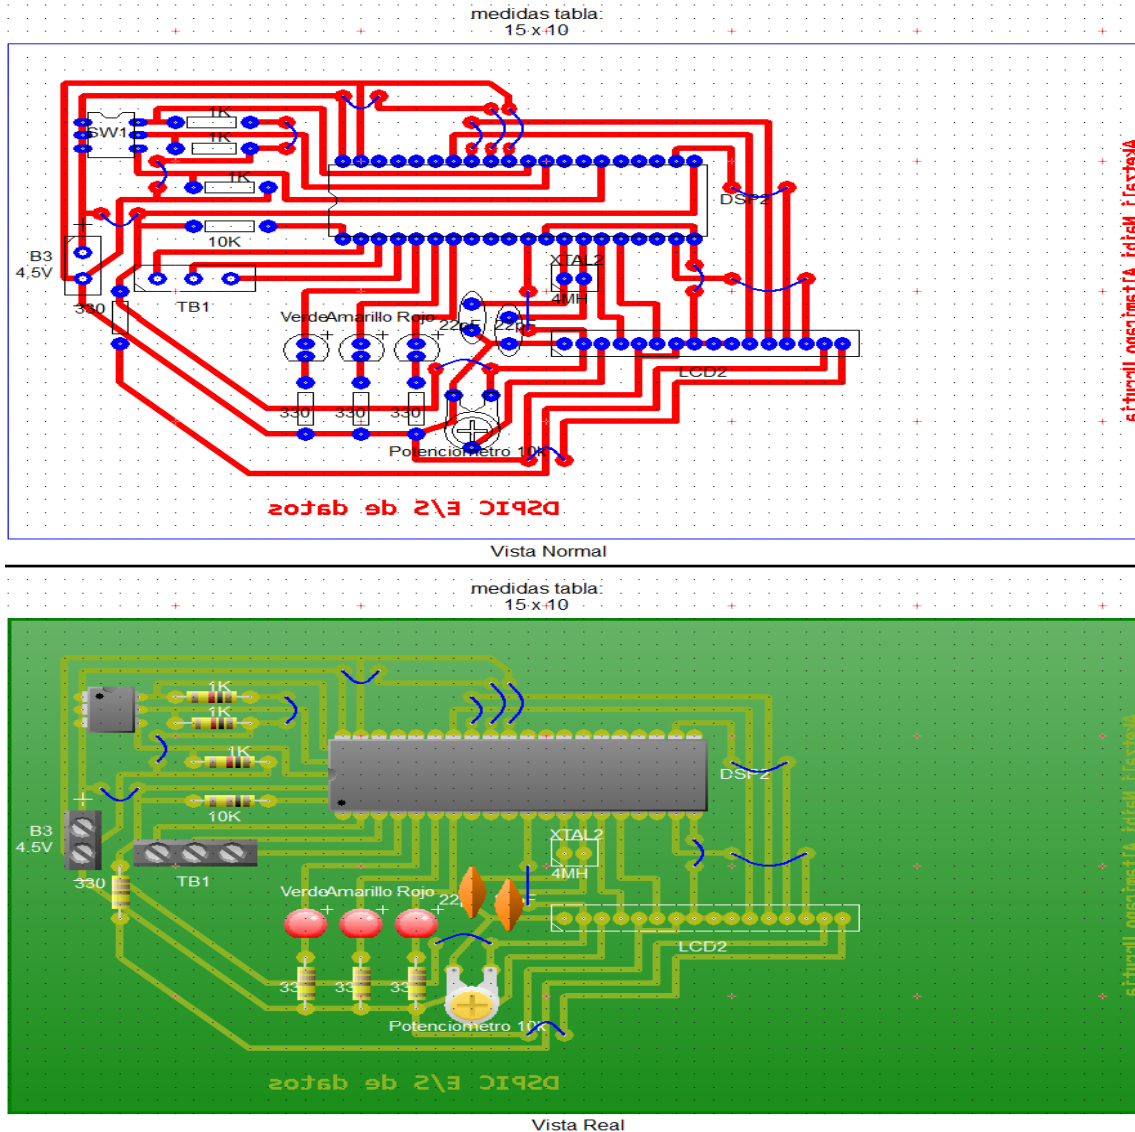 medidas tabla:
15 x 10
1K
SW1
1K
1K
DSP2
10K
B3
4,5V
XTAL2
4MH
330
TB1
Verde Amarillo Rojo
22pF
22pF
LCD2
330
330
330
Potenciometro 10k
DSPIC E/S de datos
Vista Normal
medidas tabla:
15 x 10
1K
1K
1K
DSP2
10K
B3
4.5V
XTAL2
4MH
330
TB1
Verde Amarillo Rojo
LCD2
Potenciometro 10k
DSPIC E/S de datos
Vista Real